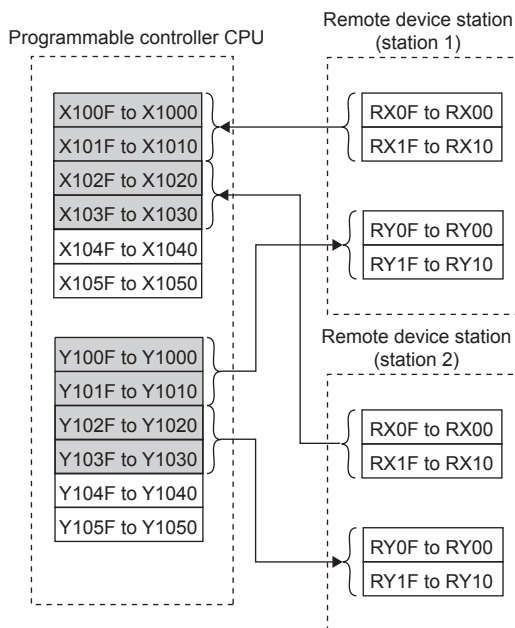 Programmable controller CPU
X100F to X1000
X101F to X1010
X102F to X1020
X103F to X1030
X104F to X1040
X105F to X1050
Y100F to Y1000
Y101F to Y1010
Y102F to Y1020
Y103F to Y1030
Y104F to Y1040
Y105F to Y1050
Remote device station
(station 1)
RX0F to RX00
RX1F to RX10
RY0F to RY00
RY1F to RY10
Remote device station
(station 2)
RX0F to RX00
RX1F to RX10
RY0F to RY00
RY1F to RY10